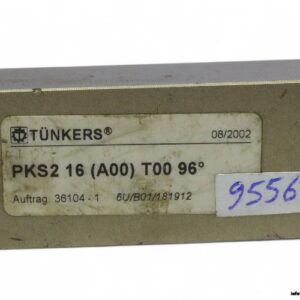 TÜNKERS®
08/2002
PKS2 16 (A00) T00 96°
Auftrag 36104 - 1 6U/B01/181912
9556